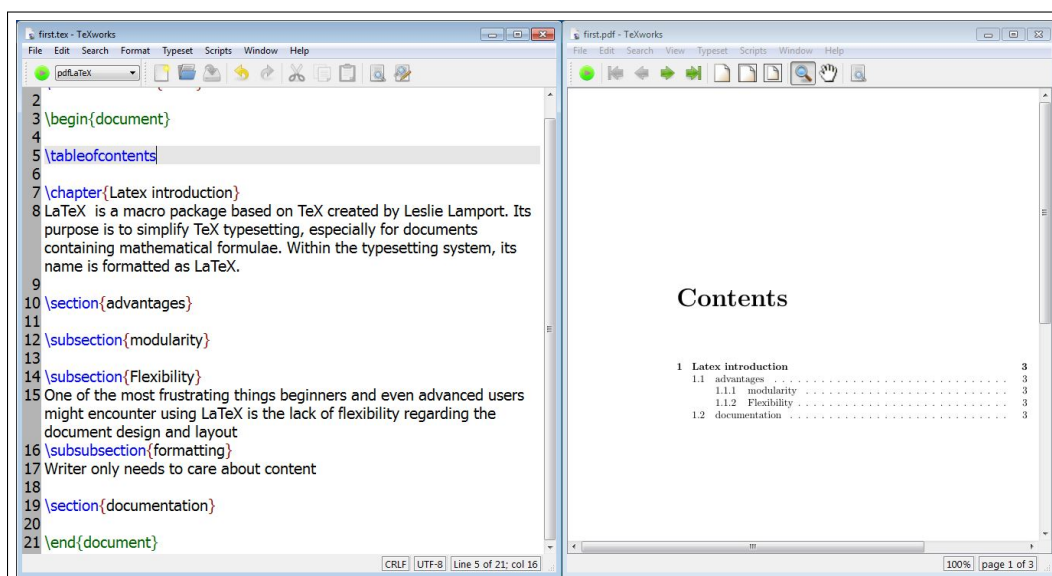 first.tex - TeXworks
File Edit Search Format Typeset Scripts Window Help
pdfLaTeX
2
3 \begin{document}
4
5 \tableofcontents
6
7 \chapter{Latex introduction}
8 LaTeX is a macro package based on TeX created by Leslie Lamport. Its
purpose is to simplify TeX typesetting, especially for documents
containing mathematical formulae. Within the typesetting system, its
name is formatted as LaTeX.
9
10 \section{advantages}
11
12 \subsection{modularity}
13
14 \subsection{Flexibility}
15 One of the most frustrating things beginners and even advanced users
might encounter using LaTeX is the lack of flexibility regarding the
document design and layout
16 \subsubsection{formatting}
17 Writer only needs to care about content
18
19 \section{documentation}
20
21 \end{document}
CRLF UTF-8 Line 5 of 21; col 16
first.pdf - TeXworks
File Edit Search View Typeset Scripts Window Help
Contents
1 Latex introduction 3
1.1 advantages . . . . . . . . . . . . . . . . . . . . . . . . . . . . 3
1.1.1 modularity . . . . . . . . . . . . . . . . . . . . . . . . . 3
1.1.2 Flexibility . . . . . . . . . . . . . . . . . . . . . . . . . 3
1.2 documentation . . . . . . . . . . . . . . . . . . . . . . . . . . 3
100% page 1 of 3